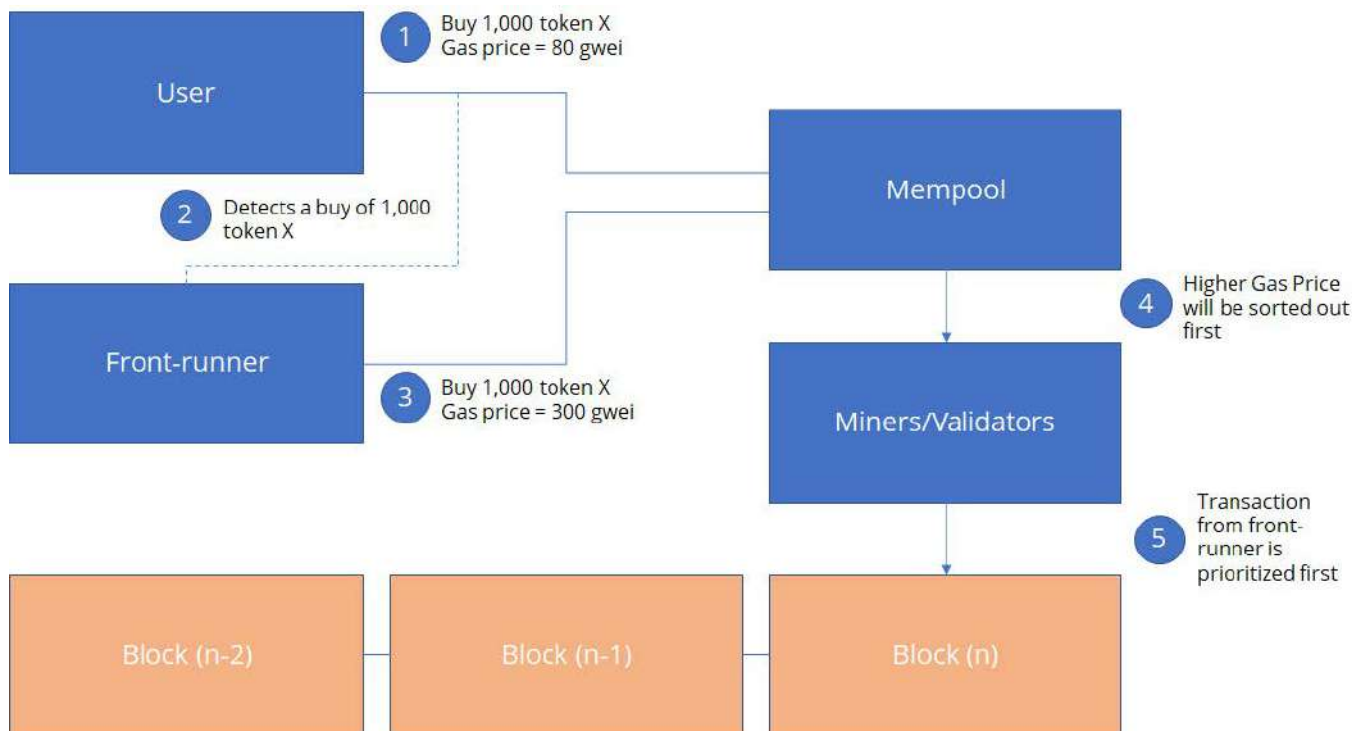 1
Buy 1,000 token X
Gas price = 80 gwei
User
Mempool
2
Detects a buy of 1,000
token X
4
Higher Gas Price
will be sorted out
first
Front-runner
3
Buy 1,000 token X
Gas price = 300 gwei
Miners/Validators
5
Transaction
from front-
runner is
prioritized first
Block (n-2)
Block (n-1)
Block (n)